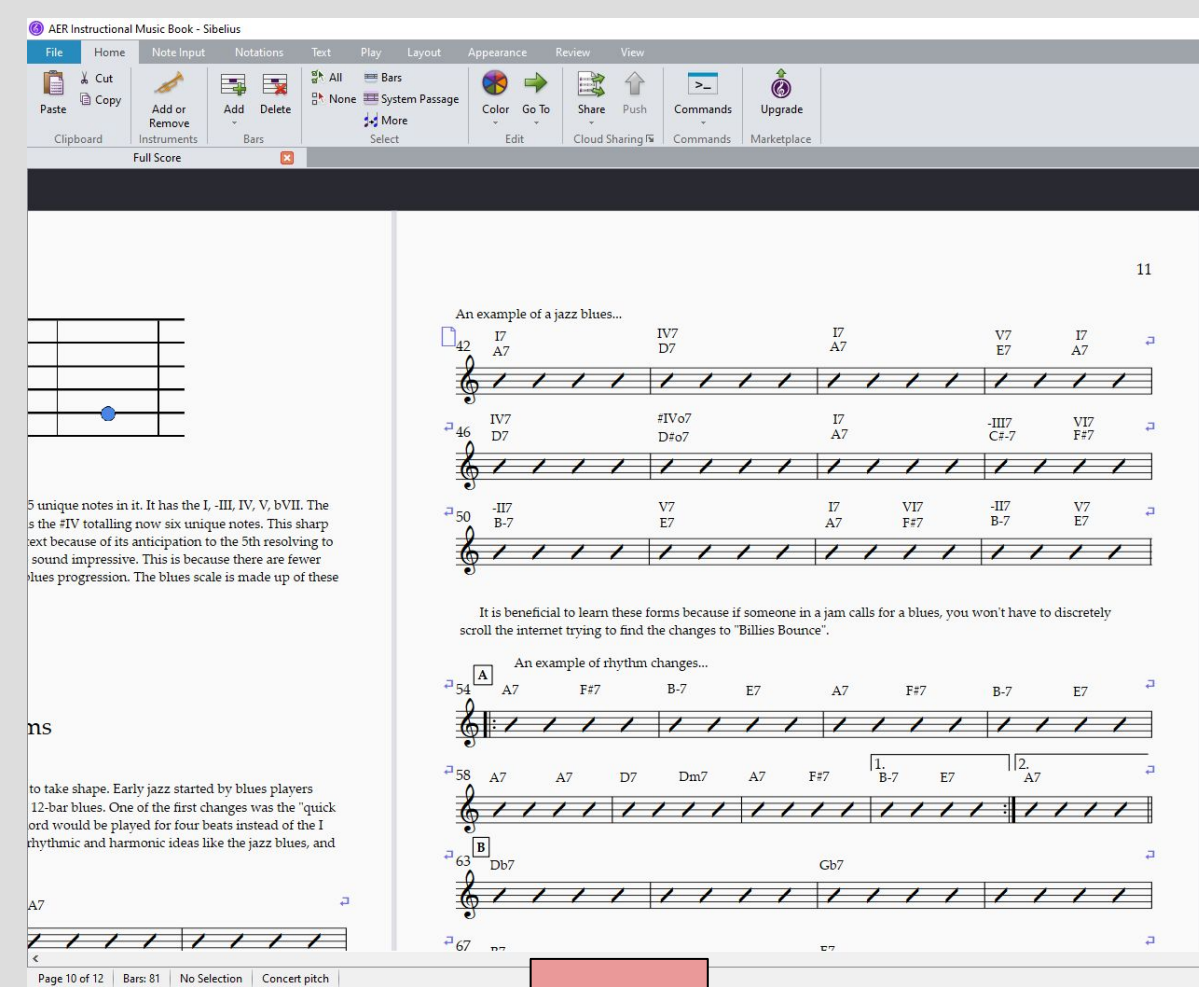 AER Instructional Music Book - Sibelius
File Home Note Input Notations Text Play Layout Appearance Review View
Paste Cut Copy Add or Remove Add Delete All None Bars System Passage More Color Go To Share Push Commands Upgrade
Clipboard Instruments Bars Select Edit Cloud Sharing Commands Marketplace
Full Score
5 unique notes in it. It has the I, -III, IV, V, bVII. The
s the #IV totalling now six unique notes. This sharp
text because of its anticipation to the 5th resolving to
sound impressive. This is because there are fewer
blues progression. The blues scale is made up of these
ms
to take shape. Early jazz started by blues players
12-bar blues. One of the first changes was the "quick
ord would be played for four beats instead of the I
rhythmic and harmonic ideas like the jazz blues, and
A7
11
An example of a jazz blues...
I7 IV7 I7 V7 I7
42 A7 D7 A7 E7 A7
IV7 #IVo7 I7 -III7 VI7
46 D7 D#o7 A7 C#-7 F#7
-II7 V7 I7 VI7 -II7 V7
50 B-7 E7 A7 F#7 B-7 E7
It is beneficial to learn these forms because if someone in a jam calls for a blues, you won't have to discretely
scroll the internet trying to find the changes to "Billies Bounce".
An example of rhythm changes...
A
54 A7 F#7 B-7 E7 A7 F#7 B-7 E7
1. 2.
58 A7 A7 D7 Dm7 A7 F#7 B-7 E7 A7
B
63 Db7 Gb7
67
Page 10 of 12 Bars: 81 No Selection Concert pitch